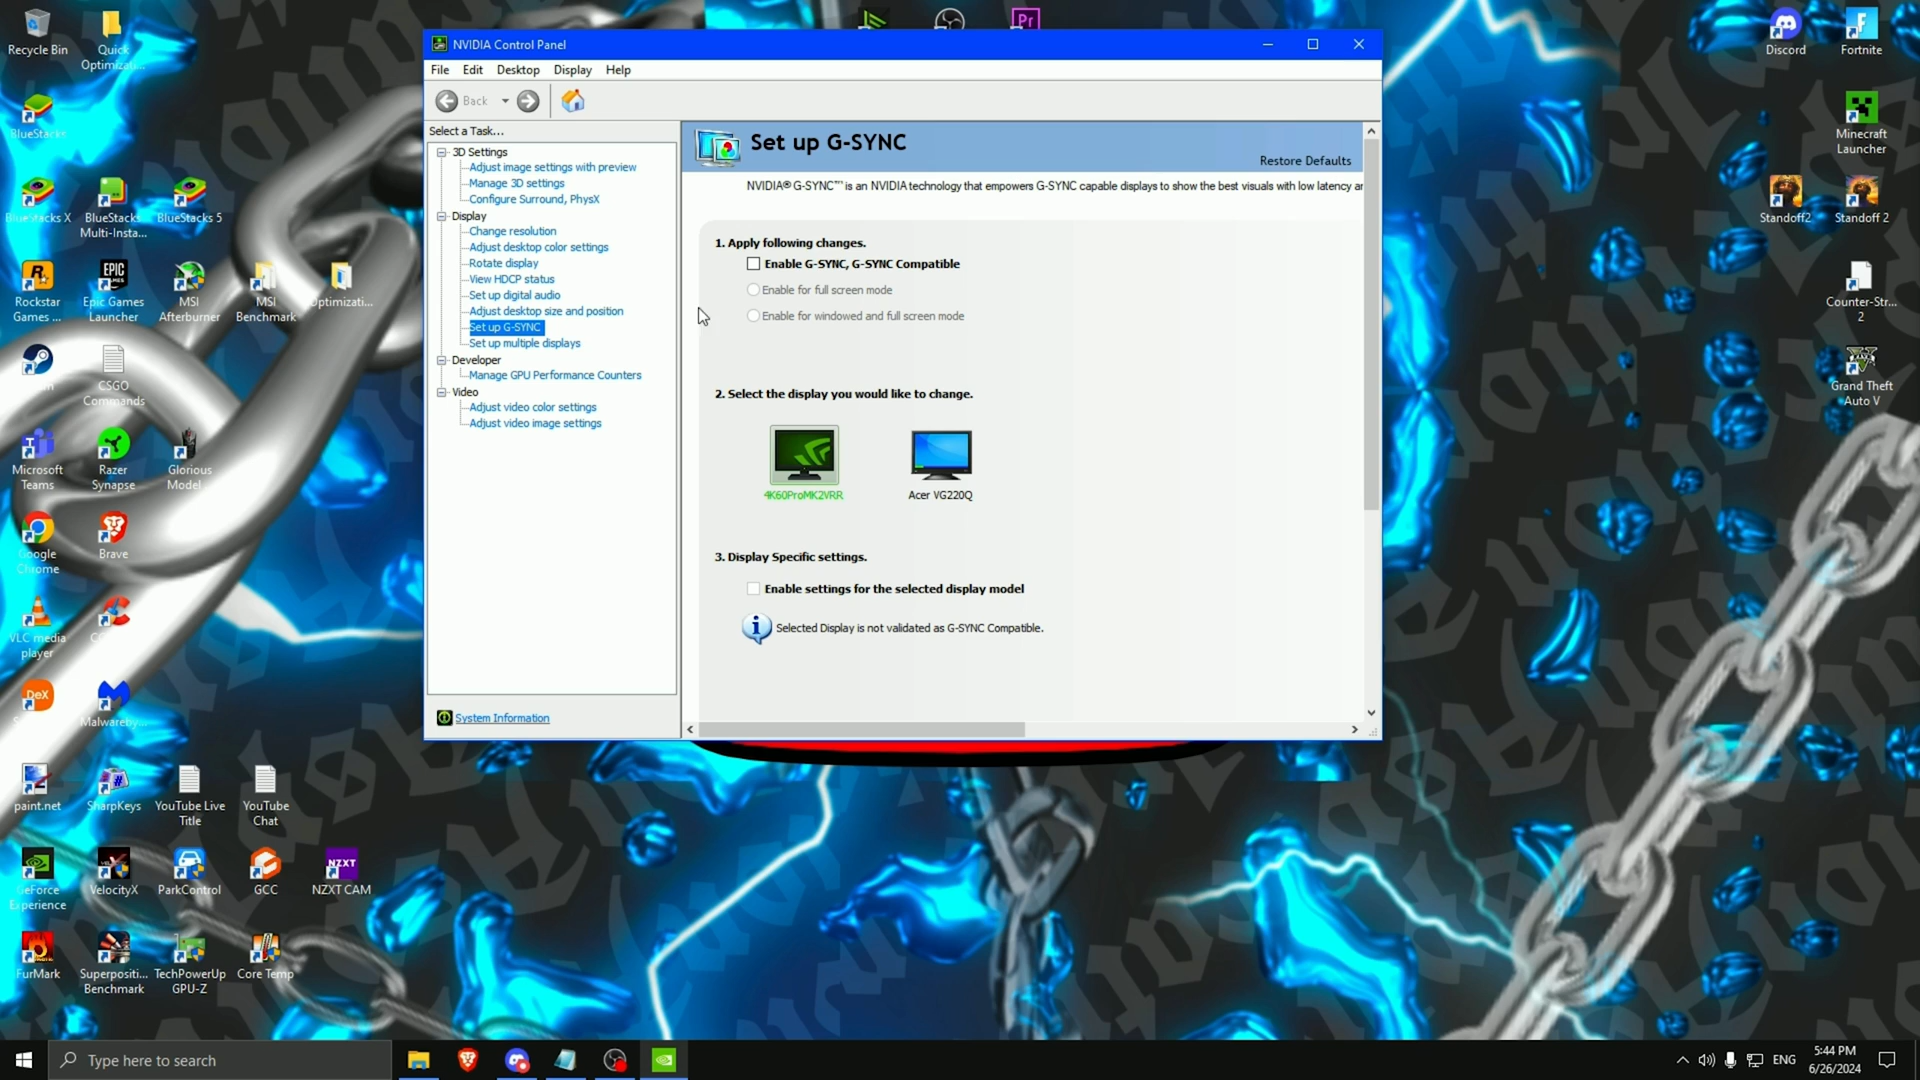 Recycle Bin
Quick
Optimizati...
Pr
Discord
Fortnite
BlueStacks
Minecraft
Launcher
BlueStacks X
BlueStacks
Multi-Insta...
BlueStacks 5
Standoff2
Standoff 2
Rockstar
Games ...
EPIC
GAMES
Epic Games
Launcher
MSI
Afterburner
MSI
Benchmark
Optimizati...
Counter-Str...
2
CSGO
Commands
Grand Theft
Auto V
Microsoft
Teams
Razer
Synapse
Glorious
Model
Google
Chrome
Brave
VLC media
player
DeX
Malwareby...
paint.net
SharpKeys
YouTube Live
Title
YouTube
Chat
GeForce
Experience
VelocityX
ParkControl
GCC
NZXT
NZXT CAM
FurMark
Superpositi...
Benchmark
TechPowerUp
GPU-Z
Core Temp
NVIDIA Control Panel
File Edit Desktop Display Help
Back
Select a Task...
3D Settings
Adjust image settings with preview
Manage 3D settings
Configure Surround, PhysX
Display
Change resolution
Adjust desktop color settings
Rotate display
View HDCP status
Set up digital audio
Adjust desktop size and position
Set up G-SYNC
Set up multiple displays
Developer
Manage GPU Performance Counters
Video
Adjust video color settings
Adjust video image settings
System Information
Set up G-SYNC
Restore Defaults
NVIDIA® G-SYNC™ is an NVIDIA technology that empowers G-SYNC capable displays to show the best visuals with low latency ar
1. Apply following changes.
Enable G-SYNC, G-SYNC Compatible
Enable for full screen mode
Enable for windowed and full screen mode
2. Select the display you would like to change.
4K60ProMK2VRR
Acer VG220Q
3. Display Specific settings.
Enable settings for the selected display model
Selected Display is not validated as G-SYNC Compatible.
Type here to search
ENG
5:44 PM
6/26/2024